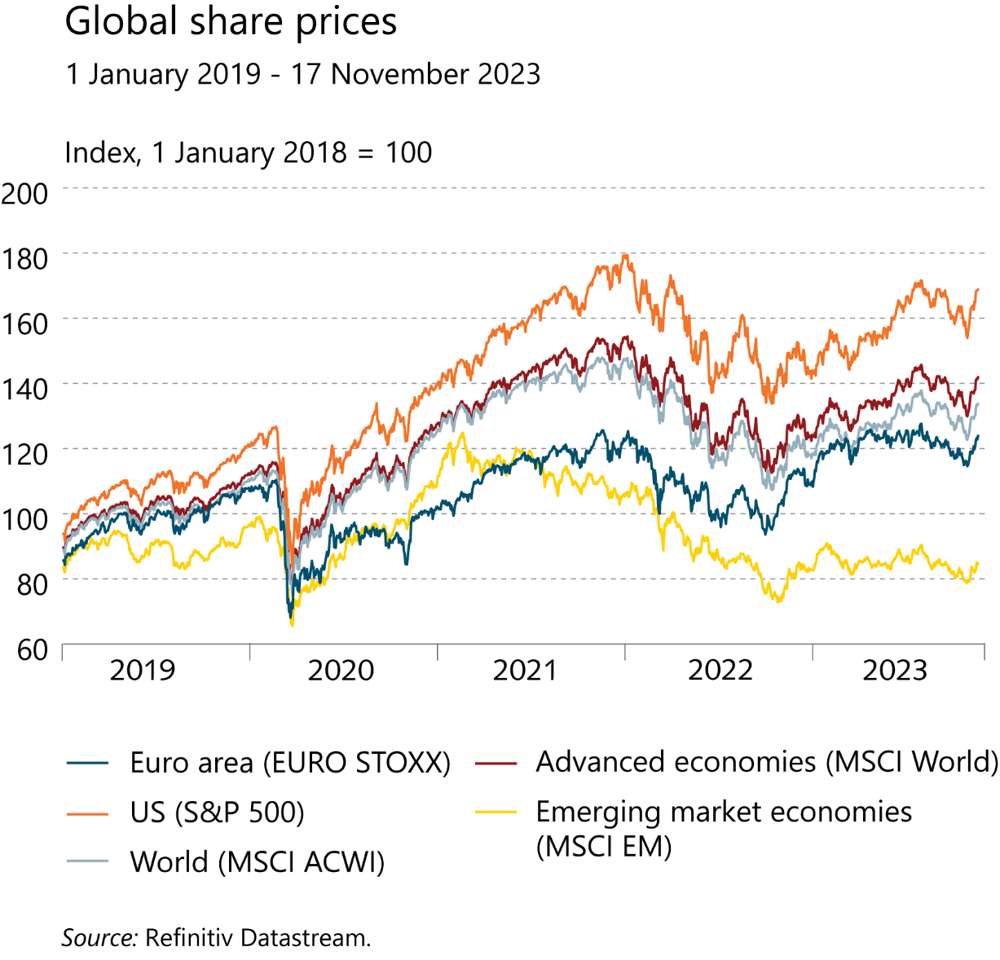 Global share prices
1 January 2019 - 17 November 2023
Index, 1 January 2018 = 100
200
180
160
140
120
100
80
60
2019 2020 2021 2022 2023
Euro area (EURO STOXX)
US (S&P 500)
World (MSCI ACWI)
Advanced economies (MSCI World)
Emerging market economies
(MSCI EM)
Source: Refinitiv Datastream.